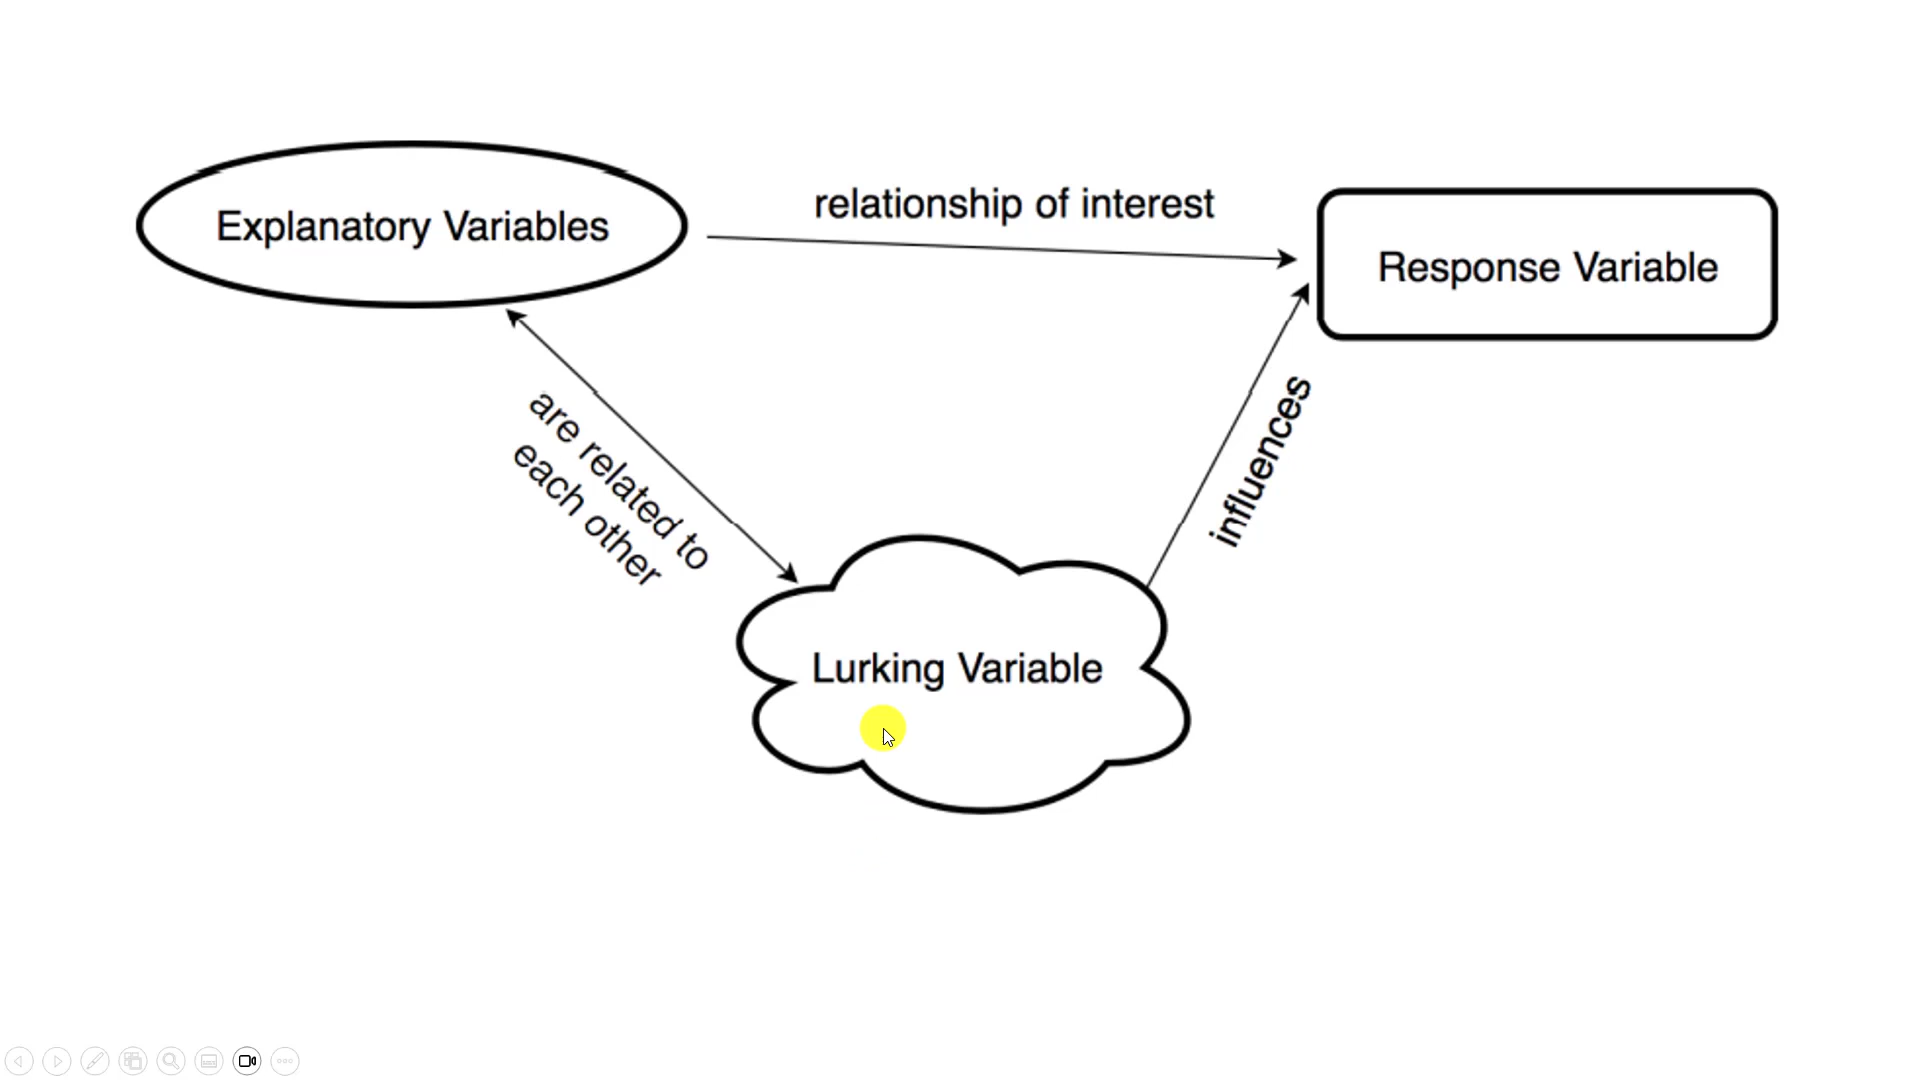 relationship of interest
Explanatory Variables
Response Variable
are related to
each other
influences
Lurking Variable